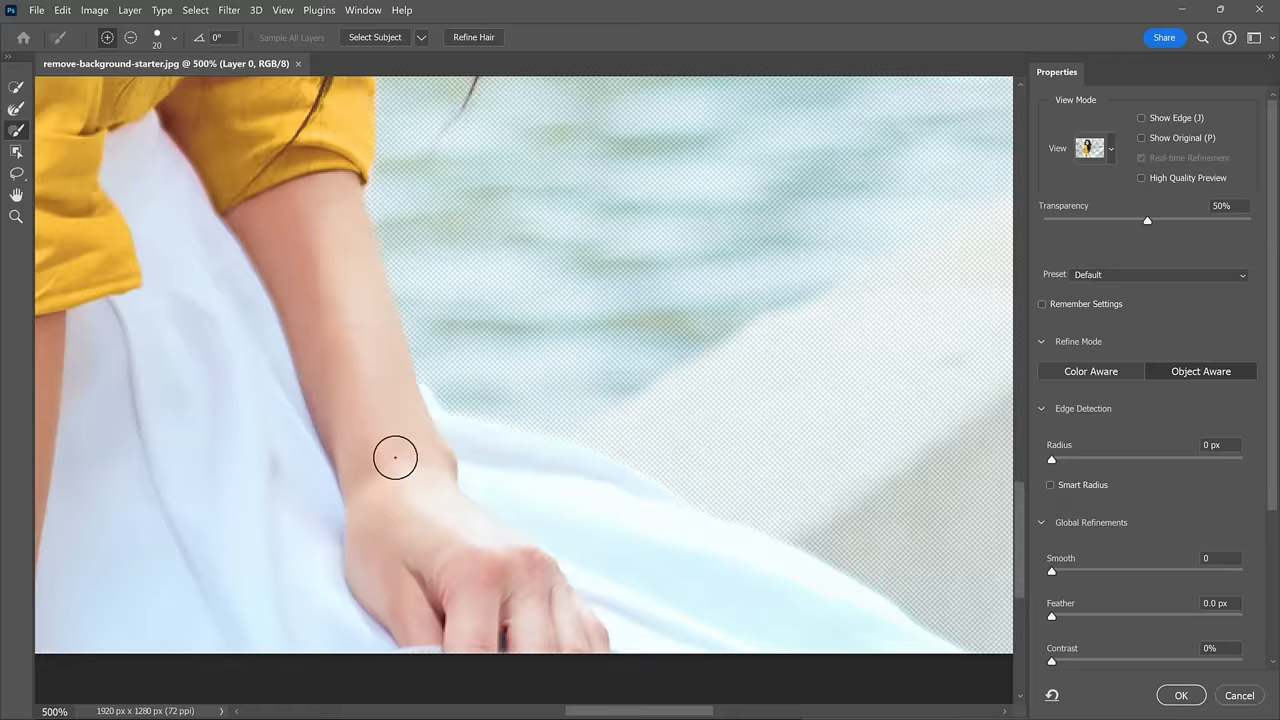 Ps File Edit Image Layer Type Select Filter 3D View Plugins Window Help
20 0° Sample All Layers Select Subject Refine Hair Share
remove-background-starter.jpg @ 500% (Layer 0, RGB/8) ×
Properties
View Mode
Show Edge (J)
View Show Original (P)
Real-time Refinement
High Quality Preview
Transparency 50%
Preset Default
Remember Settings
Refine Mode
Color Aware Object Aware
Edge Detection
Radius 0 px
Smart Radius
Global Refinements
Smooth 0
Feather 0.0 px
Contrast 0%
OK Cancel
500% 1920 px x 1280 px (72 ppi)